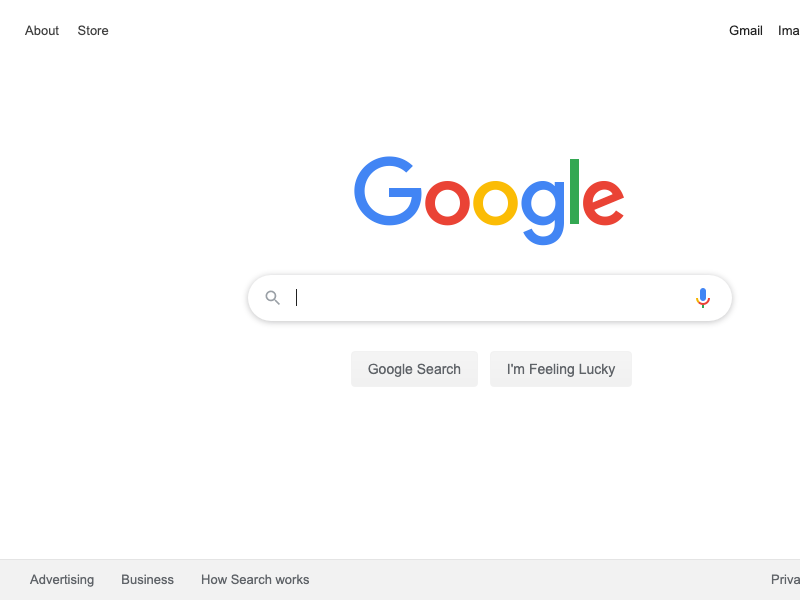 About Store Gmail Ima
Google
Google Search I'm Feeling Lucky
Advertising Business How Search works Priva